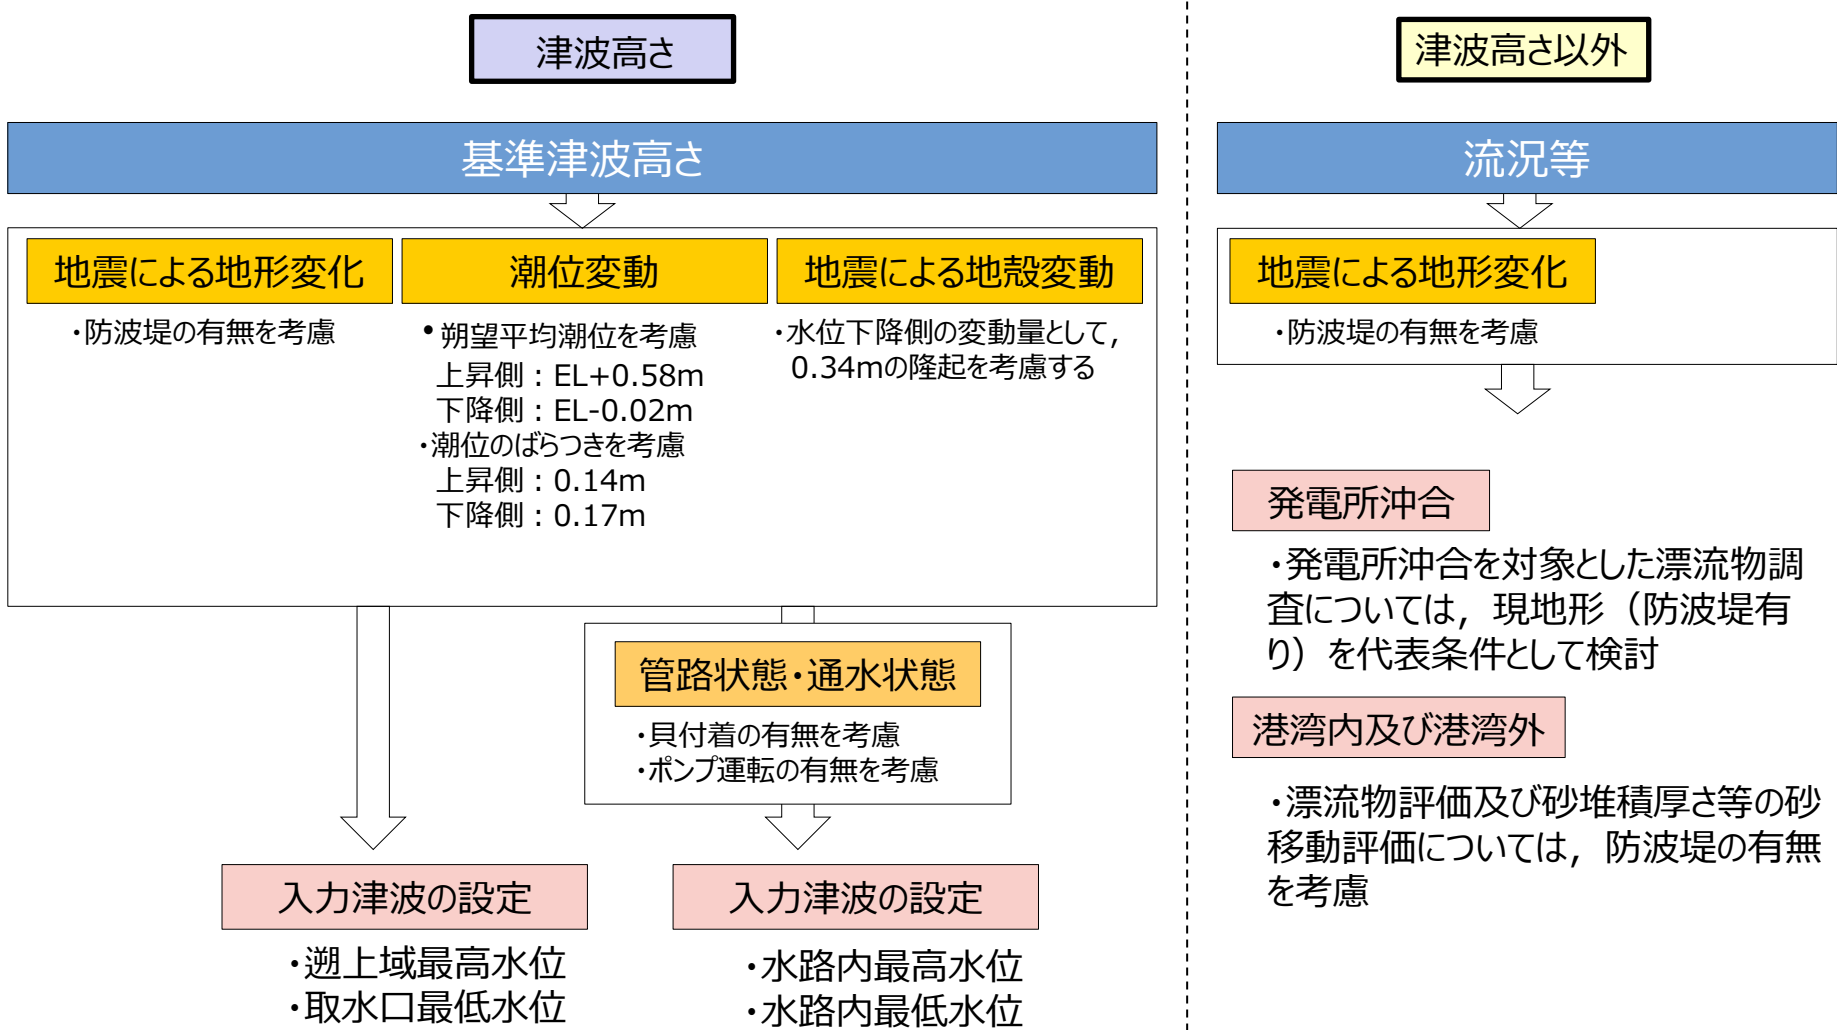 津波高さ
基準津波高さ
地震による地形変化
・防波堤の有無を考慮
潮位変動
・朔望平均潮位を考慮
上昇側：EL+0.58m
下降側：EL-0.02m
・潮位のばらつきを考慮
上昇側：0.14m
下降側：0.17m
地震による地殻変動
・水位下降側の変動量として，
0.34mの隆起を考慮する
管路状態・通水状態
・貝付着の有無を考慮
・ポンプ運転の有無を考慮
入力津波の設定
・遡上域最高水位
・取水口最低水位
入力津波の設定
・水路内最高水位
・水路内最低水位
津波高さ以外
流況等
地震による地形変化
・防波堤の有無を考慮
発電所沖合
・発電所沖合を対象とした漂流物調
査については，現地形（防波堤有
り）を代表条件として検討
港湾内及び港湾外
・漂流物評価及び砂堆積厚さ等の砂
移動評価については，防波堤の有無
を考慮